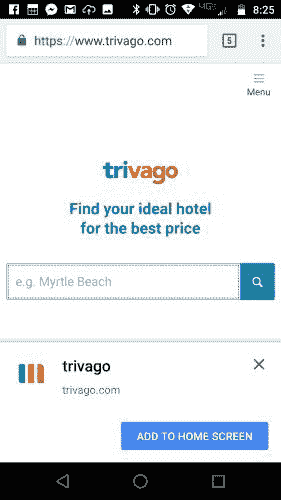 8:25
https://www.trivago.com
5
Menu
trivago
Find your ideal hotel
for the best price
e.g. Myrtle Beach
trivago
trivago.com
ADD TO HOME SCREEN